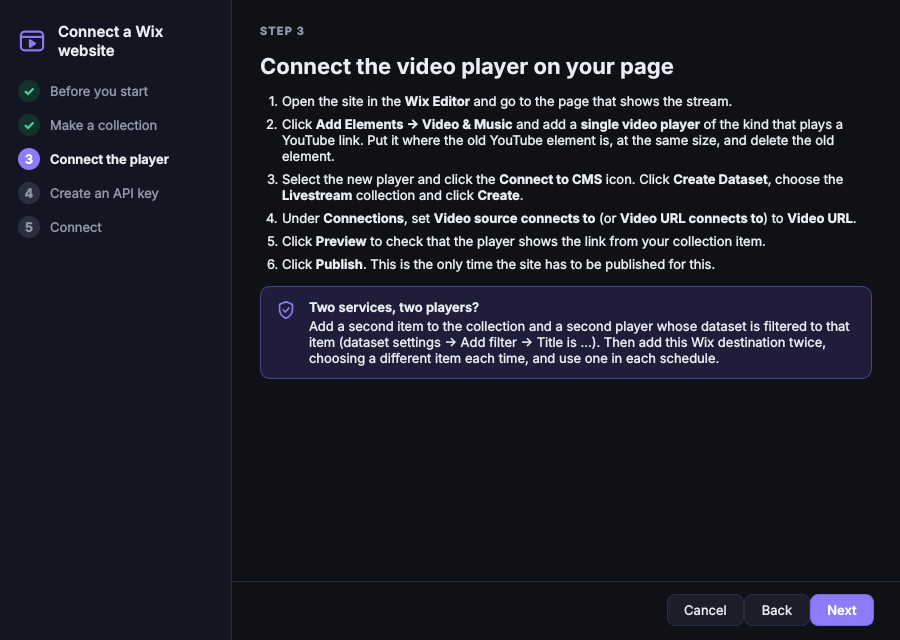 Connect a Wix
website
Before you start
Make a collection
3 Connect the player
4 Create an API key
5 Connect
STEP 3
Connect the video player on your page
1. Open the site in the Wix Editor and go to the page that shows the stream.
2. Click Add Elements → Video & Music and add a single video player of the kind that plays a
YouTube link. Put it where the old YouTube element is, at the same size, and delete the old
element.
3. Select the new player and click the Connect to CMS icon. Click Create Dataset, choose the
Livestream collection and click Create.
4. Under Connections, set Video source connects to (or Video URL connects to) to Video URL.
5. Click Preview to check that the player shows the link from your collection item.
6. Click Publish. This is the only time the site has to be published for this.
Two services, two players?
Add a second item to the collection and a second player whose dataset is filtered to that
item (dataset settings → Add filter → Title is ...). Then add this Wix destination twice,
choosing a different item each time, and use one in each schedule.
Cancel
Back
Next